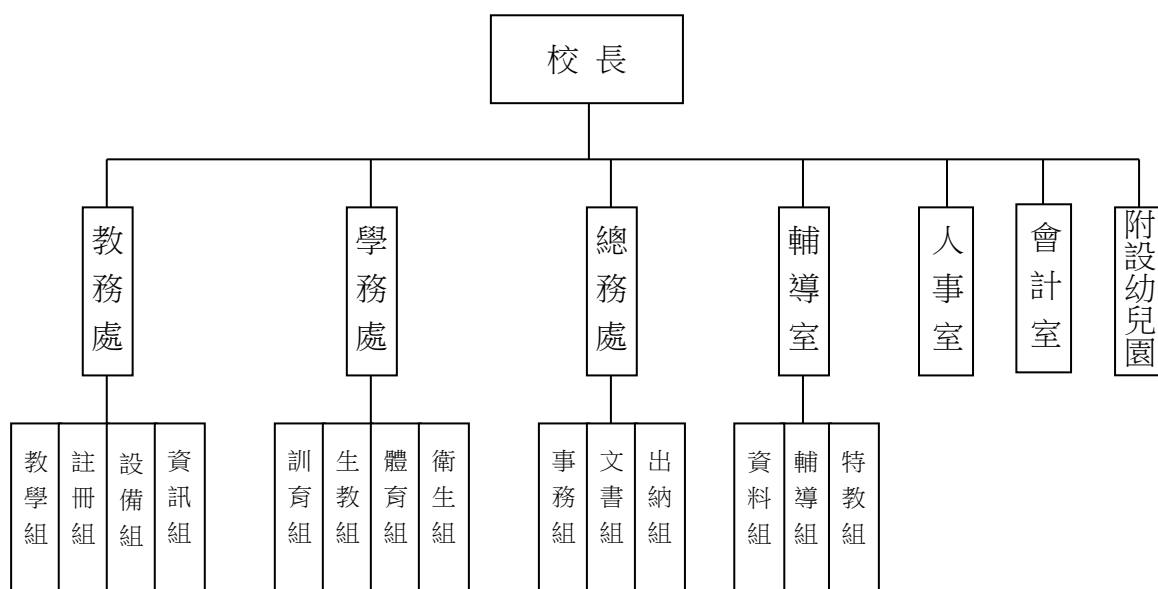 校長
教務處
學務處
總務處
輔導室
人事室
會計室
附設幼兒園
教學組
註冊組
設備組
資訊組
訓育組
生教組
體育組
衛生組
事務組
文書組
出納組
資料組
輔導組
特教組